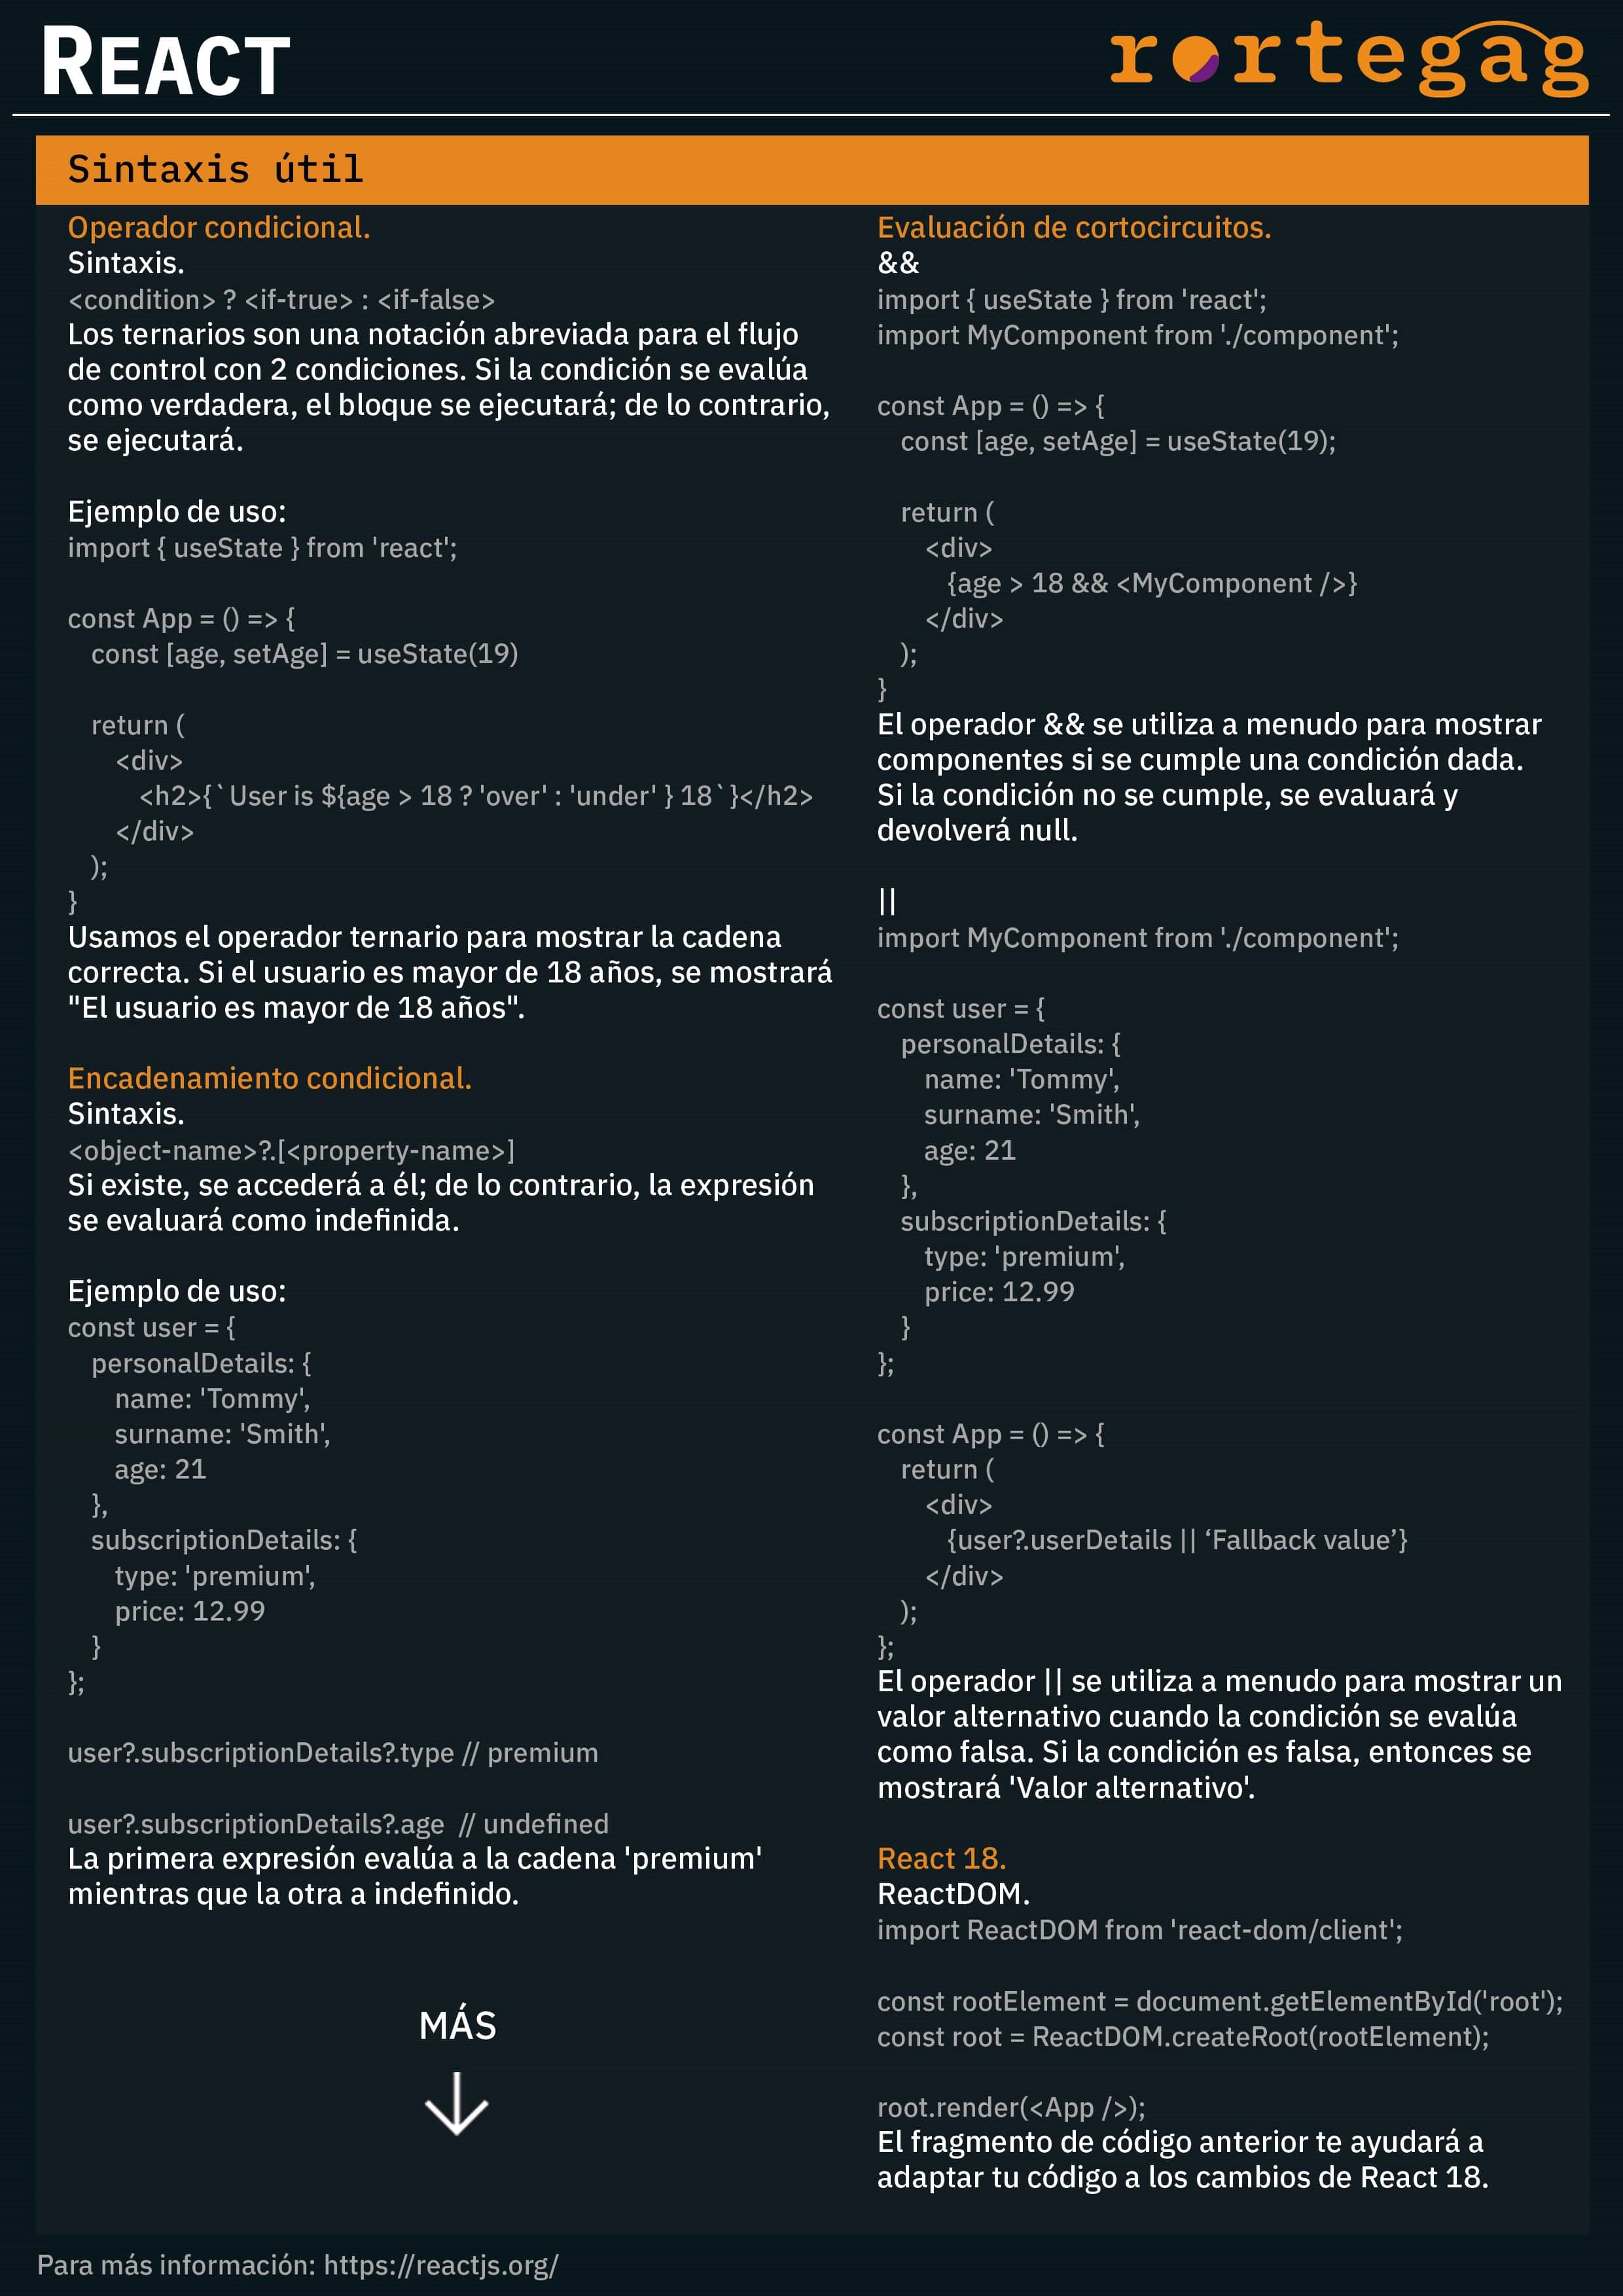 REACT
rortegag
Sintaxis útil
Operador condicional.
Sintaxis.
<condition> ? <if-true> : <if-false>
Los ternarios son una notación abreviada para el flujo
de control con 2 condiciones. Si la condición se evalúa
como verdadera, el bloque se ejecutará; de lo contrario,
se ejecutará.
Ejemplo de uso:
import { useState } from 'react';
const App = () => {
const [age, setAge] = useState(19)
return (
<div>
<h2>{`User is ${age > 18 ? 'over' : 'under' } 18`}</h2>
</div>
);
}
Usamos el operador ternario para mostrar la cadena
correcta. Si el usuario es mayor de 18 años, se mostrará
"El usuario es mayor de 18 años".
Encadenamiento condicional.
Sintaxis.
<object-name>?.[<property-name>]
Si existe, se accederá a él; de lo contrario, la expresión
se evaluará como indefinida.
Ejemplo de uso:
const user = {
personalDetails: {
name: 'Tommy',
surname: 'Smith',
age: 21
},
subscriptionDetails: {
type: 'premium',
price: 12.99
}
};
user?.subscriptionDetails?.type // premium
user?.subscriptionDetails?.age // undefined
La primera expresión evalúa a la cadena 'premium'
mientras que la otra a indefinido.
MÁS
Evaluación de cortocircuitos.
&&
import { useState } from 'react';
import MyComponent from './component';
const App = () => {
const [age, setAge] = useState(19);
return (
<div>
{age > 18 && <MyComponent />}
</div>
);
}
El operador && se utiliza a menudo para mostrar
componentes si se cumple una condición dada.
Si la condición no se cumple, se evaluará y
devolverá null.
||
import MyComponent from './component';
const user = {
personalDetails: {
name: 'Tommy',
surname: 'Smith',
age: 21
},
subscriptionDetails: {
type: 'premium',
price: 12.99
}
};
const App = () => {
return (
<div>
{user?.userDetails || ‘Fallback value’}
</div>
);
};
El operador || se utiliza a menudo para mostrar un
valor alternativo cuando la condición se evalúa
como falsa. Si la condición es falsa, entonces se
mostrará 'Valor alternativo'.
React 18.
ReactDOM.
import ReactDOM from 'react-dom/client';
const rootElement = document.getElementById('root');
const root = ReactDOM.createRoot(rootElement);
root.render(<App />);
El fragmento de código anterior te ayudará a
adaptar tu código a los cambios de React 18.
Para más información: https://reactjs.org/